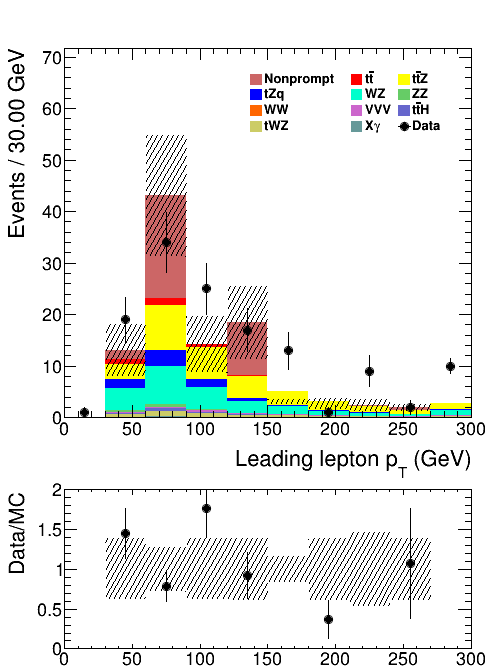 Events / 30.00 GeV
70
60
50
40
30
20
10
0
Nonprompt tt̄ tt̄Z
tZq WZ ZZ
WW VVV tt̄H
tWZ Xγ Data
0 50 100 150 200 250 300
Leading lepton p_T (GeV)
Data/MC
2
1.5
1
0.5
0
0 50 100 150 200 250 300